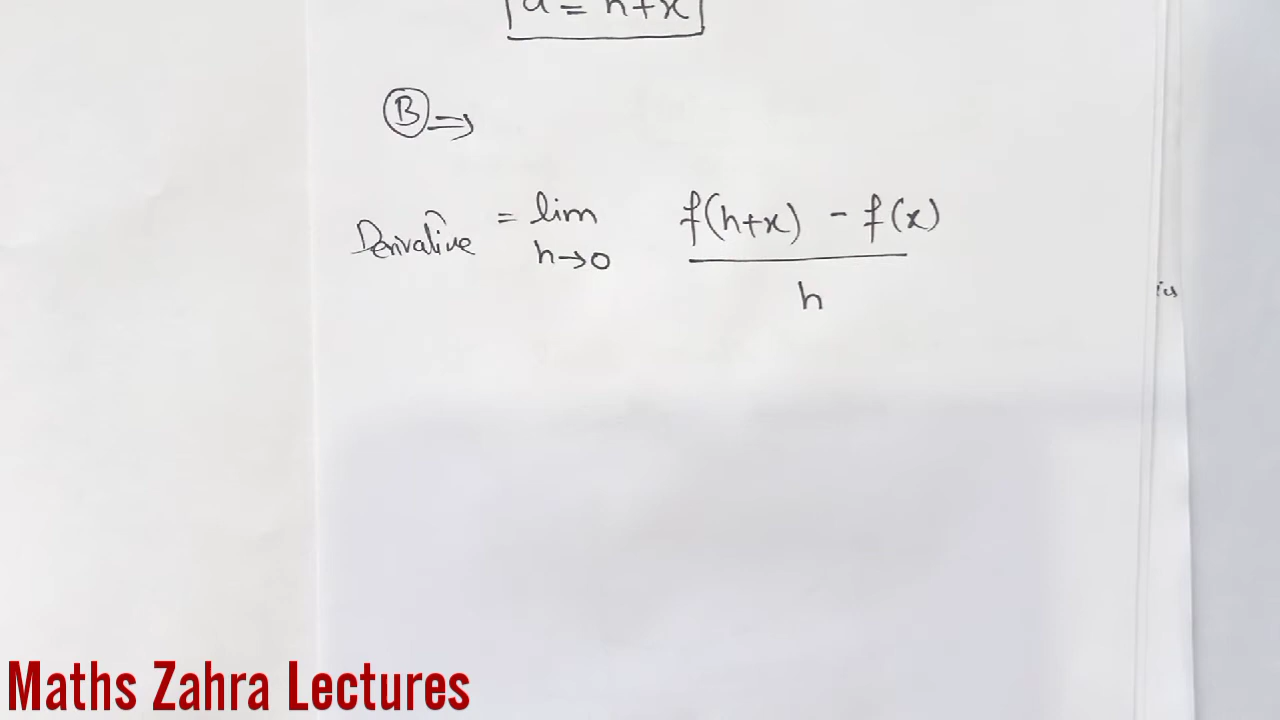 a = h+x
B ⇒
Derivative = lim h→0 f(h+x) - f(x) / h
Maths Zahra Lectures